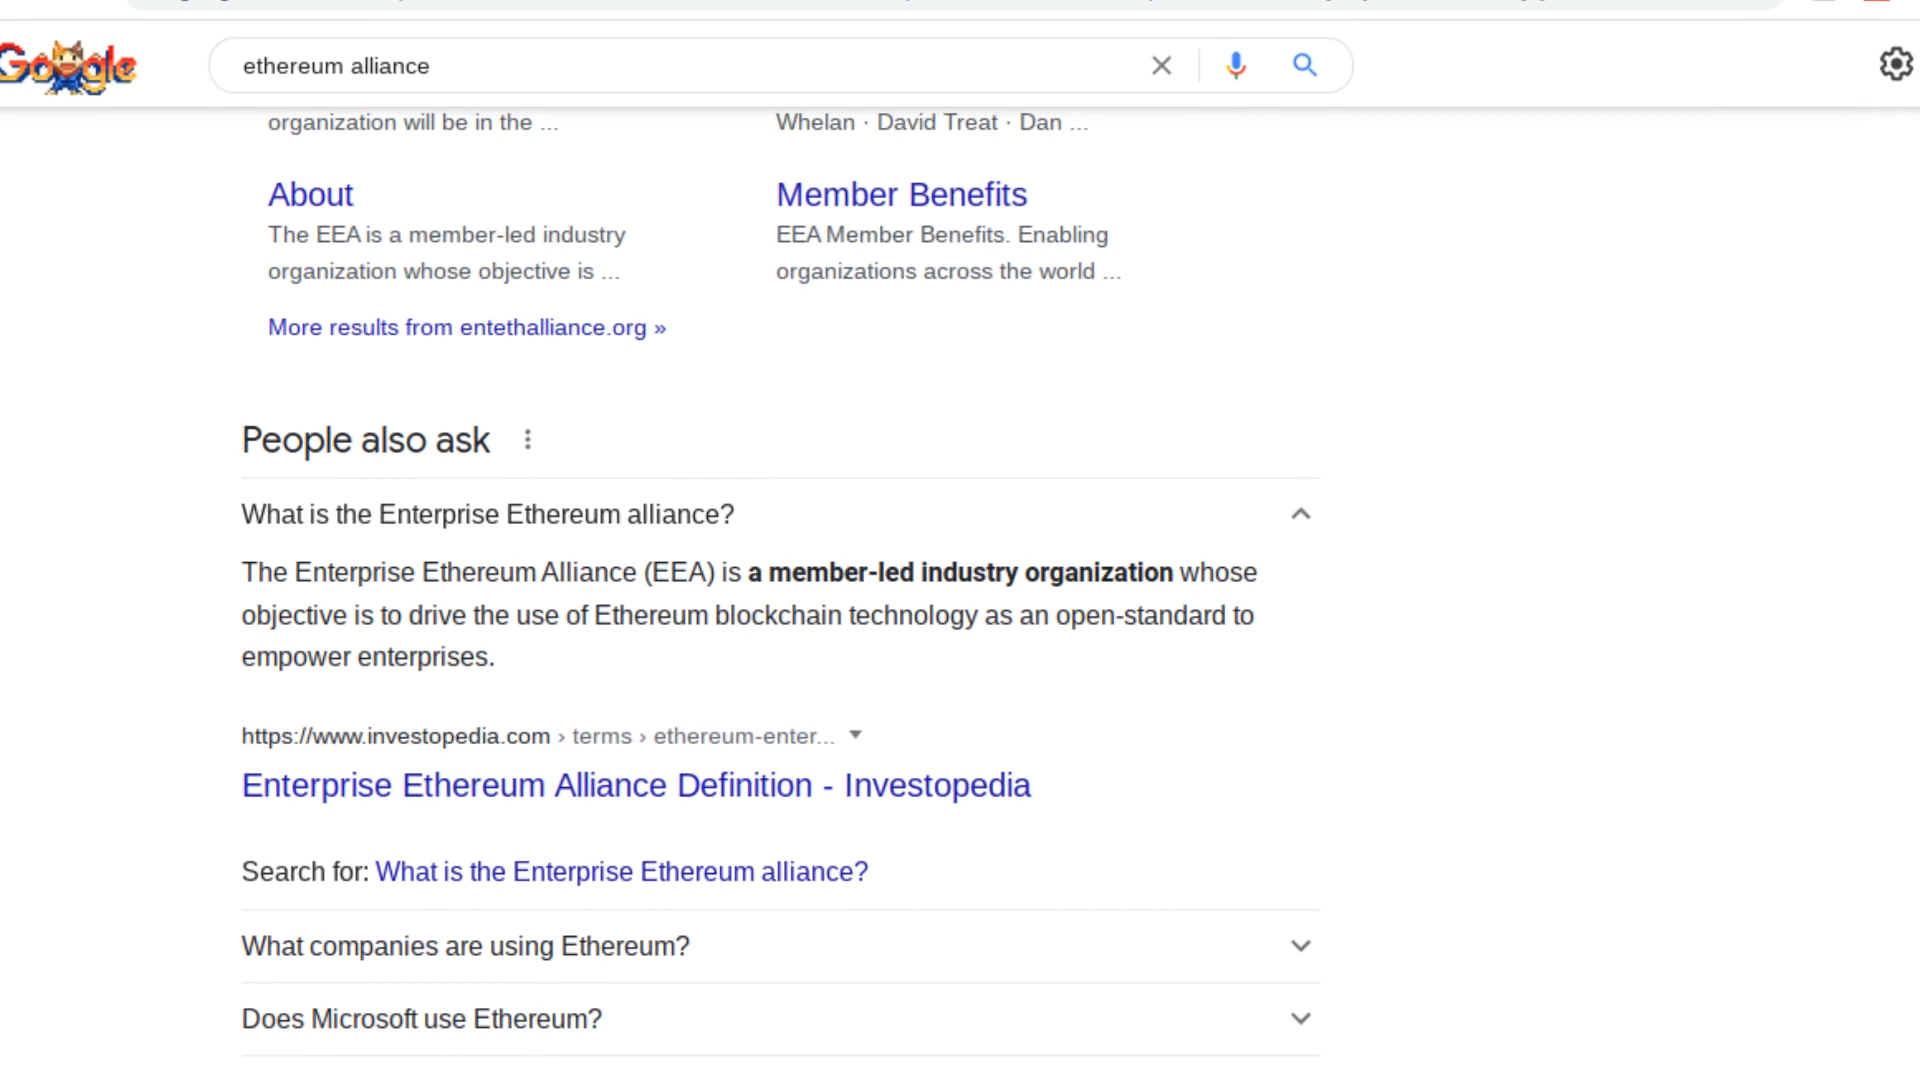 Google
ethereum alliance
organization will be in the ...
Whelan · David Treat · Dan ...
About
Member Benefits
The EEA is a member-led industry
organization whose objective is ...
EEA Member Benefits. Enabling
organizations across the world ...
More results from entethalliance.org »
People also ask
What is the Enterprise Ethereum alliance?
The Enterprise Ethereum Alliance (EEA) is a member-led industry organization whose
objective is to drive the use of Ethereum blockchain technology as an open-standard to
empower enterprises.
https://www.investopedia.com › terms › ethereum-enter...
Enterprise Ethereum Alliance Definition - Investopedia
Search for: What is the Enterprise Ethereum alliance?
What companies are using Ethereum?
Does Microsoft use Ethereum?